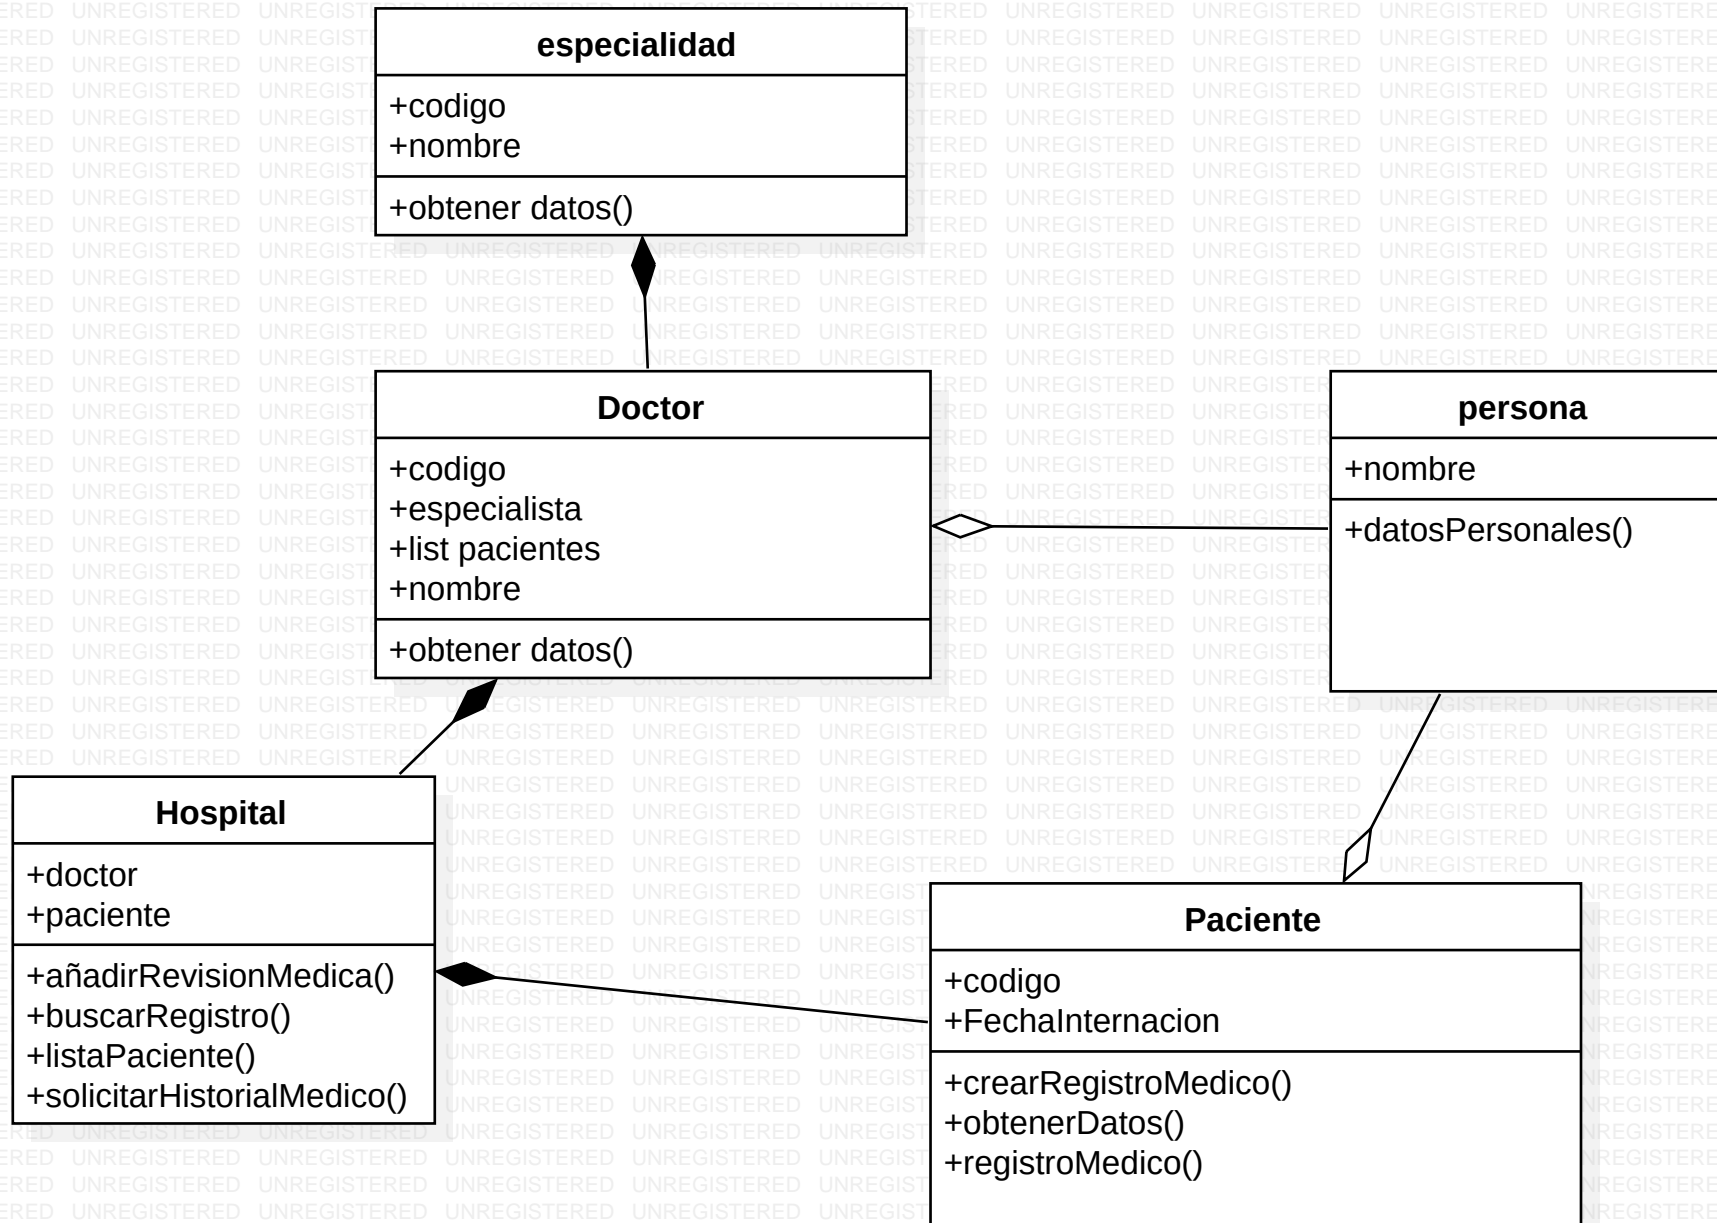 especialidad
+codigo
+nombre
+obtener datos()
Doctor
+codigo
+especialista
+list pacientes
+nombre
+obtener datos()
persona
+nombre
+datosPersonales()
Hospital
+doctor
+paciente
+añadirRevisionMedica()
+buscarRegistro()
+listaPaciente()
+solicitarHistorialMedico()
Paciente
+codigo
+FechaInternacion
+crearRegistroMedico()
+obtenerDatos()
+registroMedico()
UNREGISTERED